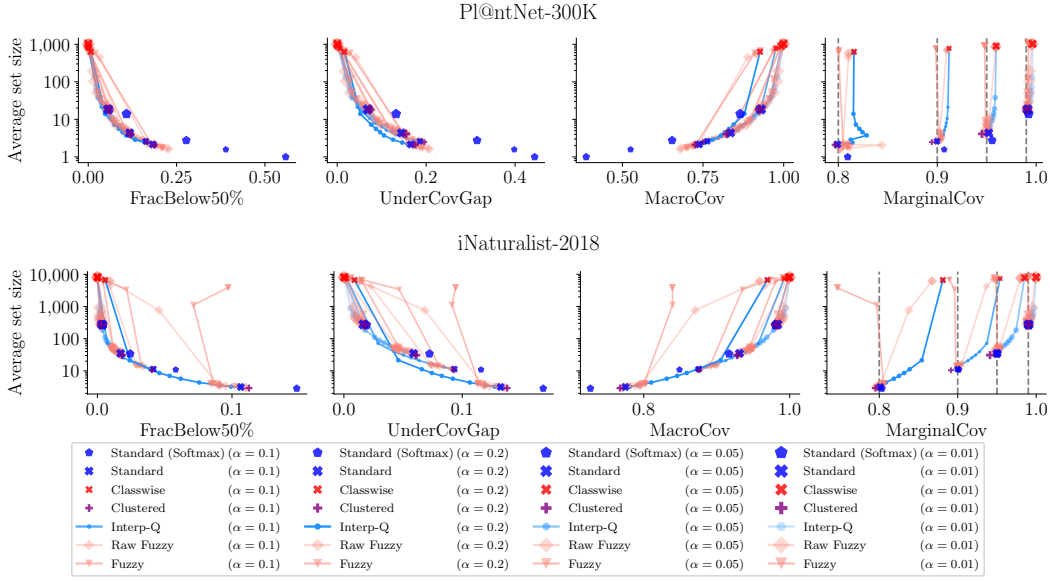 Pl@ntNet-300K
Average set size
1,000
100
10
1
0.00 0.25 0.50
FracBelow50%
0.0 0.2 0.4
UnderCovGap
0.50 0.75 1.00
MacroCov
0.8 0.9 1.0
MarginalCov
iNaturalist-2018
Average set size
10,000
1,000
100
10
0.0 0.1
FracBelow50%
0.0 0.1
UnderCovGap
0.8 1.0
MacroCov
0.8 0.9 1.0
MarginalCov
Standard (Softmax) (α = 0.1) Standard (Softmax) (α = 0.2) Standard (Softmax) (α = 0.05) Standard (Softmax) (α = 0.01)
Standard (α = 0.1) Standard (α = 0.2) Standard (α = 0.05) Standard (α = 0.01)
Classwise (α = 0.1) Classwise (α = 0.2) Classwise (α = 0.05) Classwise (α = 0.01)
Clustered (α = 0.1) Clustered (α = 0.2) Clustered (α = 0.05) Clustered (α = 0.01)
Interp-Q (α = 0.1) Interp-Q (α = 0.2) Interp-Q (α = 0.05) Interp-Q (α = 0.01)
Raw Fuzzy (α = 0.1) Raw Fuzzy (α = 0.2) Raw Fuzzy (α = 0.05) Raw Fuzzy (α = 0.01)
Fuzzy (α = 0.1) Fuzzy (α = 0.2) Fuzzy (α = 0.05) Fuzzy (α = 0.01)